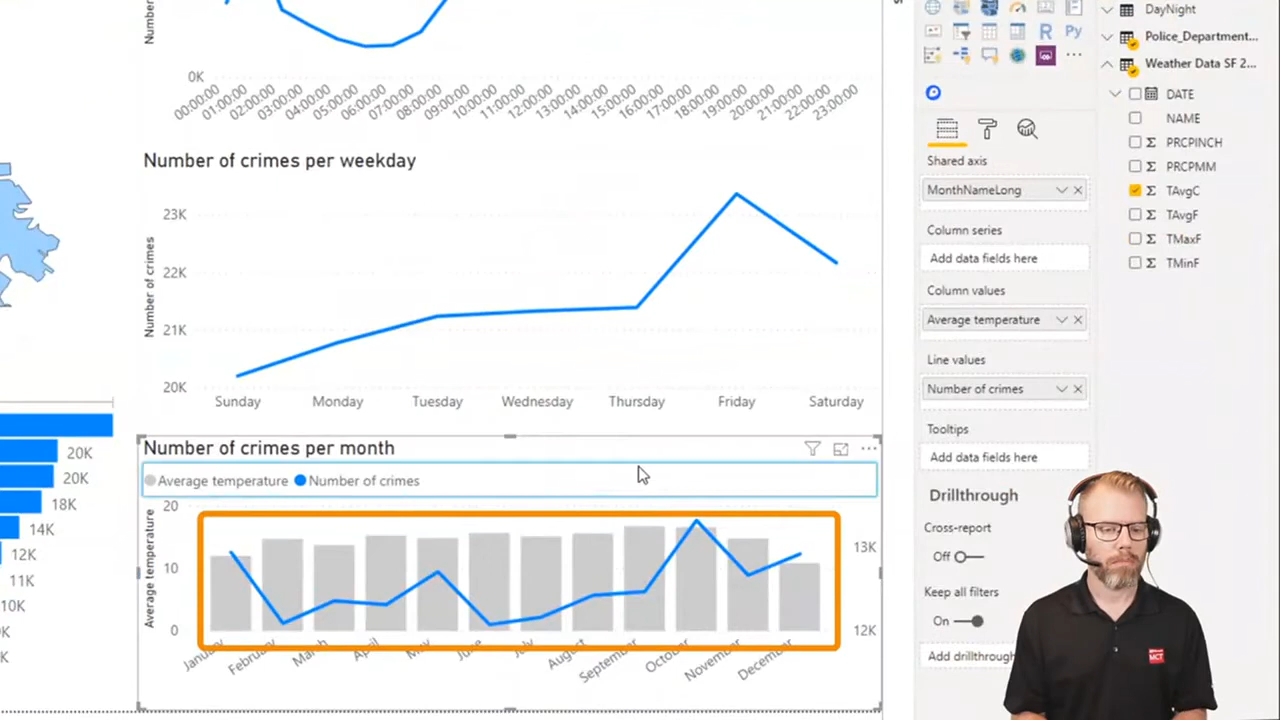 Number
0K
00:00:00 01:00:00 02:00:00 03:00:00 04:00:00 05:00:00 06:00:00 07:00:00 08:00:00 09:00:00 10:00:00 11:00:00 12:00:00 13:00:00 14:00:00 15:00:00 16:00:00 17:00:00 18:00:00 19:00:00 20:00:00 21:00:00 22:00:00 23:00:00
Number of crimes per weekday
Number of crimes
23K
22K
21K
20K
Sunday Monday Tuesday Wednesday Thursday Friday Saturday
20K
20K
18K
14K
12K
11K
10K
K
K
Number of crimes per month
Average temperature Number of crimes
Average temperature
20
10
0
13K
12K
January February March April May June July August September October November December
R Py
Shared axis
MonthNameLong
Column series
Add data fields here
Column values
Average temperature
Line values
Number of crimes
Tooltips
Add data fields here
Drillthrough
Cross-report
Off
Keep all filters
On
Add drillthrough
DayNight
Police_Department...
Weather Data SF 2...
DATE
NAME
PRCPINCH
PRCPMM
TAvgC
TAvgF
TMaxF
TMinF
MCT